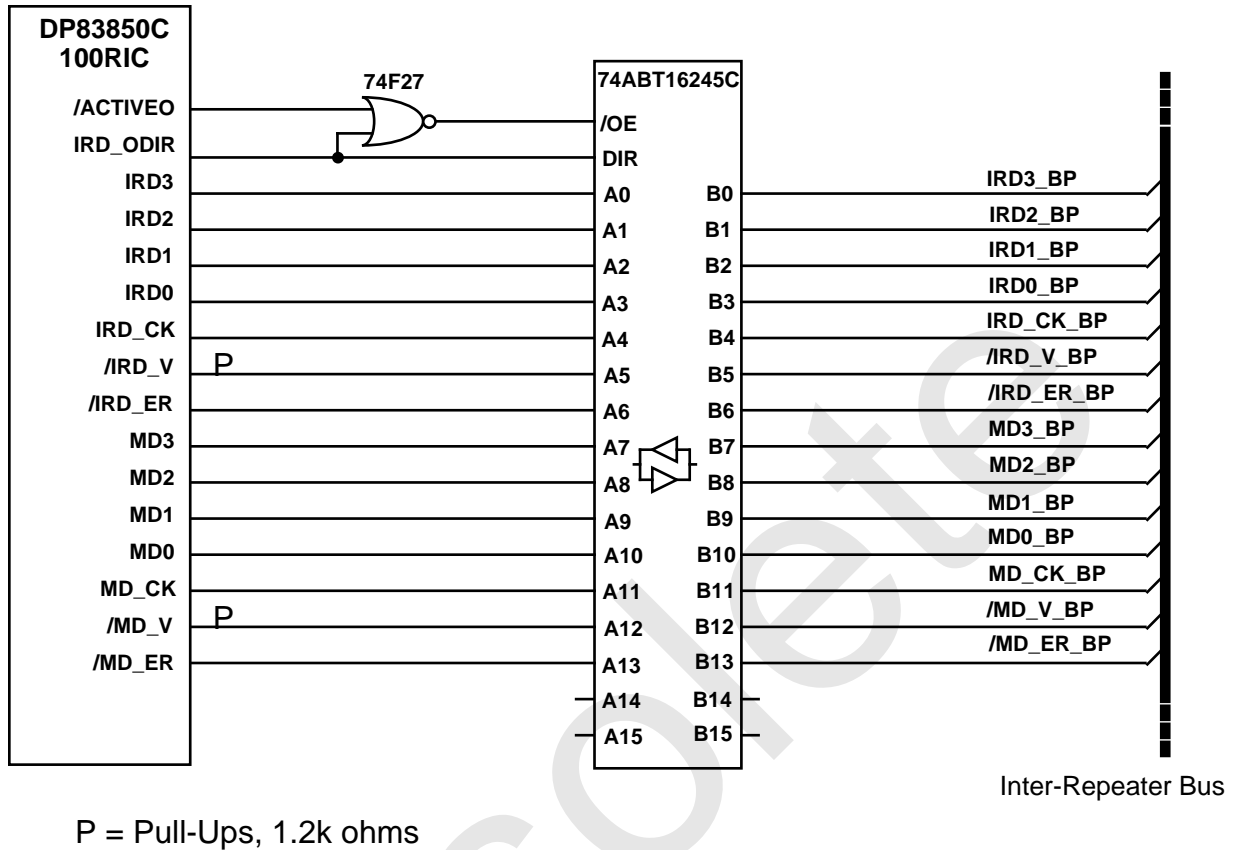 DP83850C
100RIC
74F27
74ABT16245C
/ACTIVEO
/OE
IRD_ODIR
DIR
IRD3 A0 B0 IRD3_BP
IRD2 A1 B1 IRD2_BP
IRD1 A2 B2 IRD1_BP
IRD0 A3 B3 IRD0_BP
IRD_CK A4 B4 IRD_CK_BP
/IRD_V P A5 B5 /IRD_V_BP
/IRD_ER A6 B6 /IRD_ER_BP
MD3 A7 B7 MD3_BP
MD2 A8 B8 MD2_BP
MD1 A9 B9 MD1_BP
MD0 A10 B10 MD0_BP
MD_CK A11 B11 MD_CK_BP
/MD_V P A12 B12 /MD_V_BP
/MD_ER A13 B13 /MD_ER_BP
A14 B14
A15 B15
Inter-Repeater Bus
P = Pull-Ups, 1.2k ohms
olete